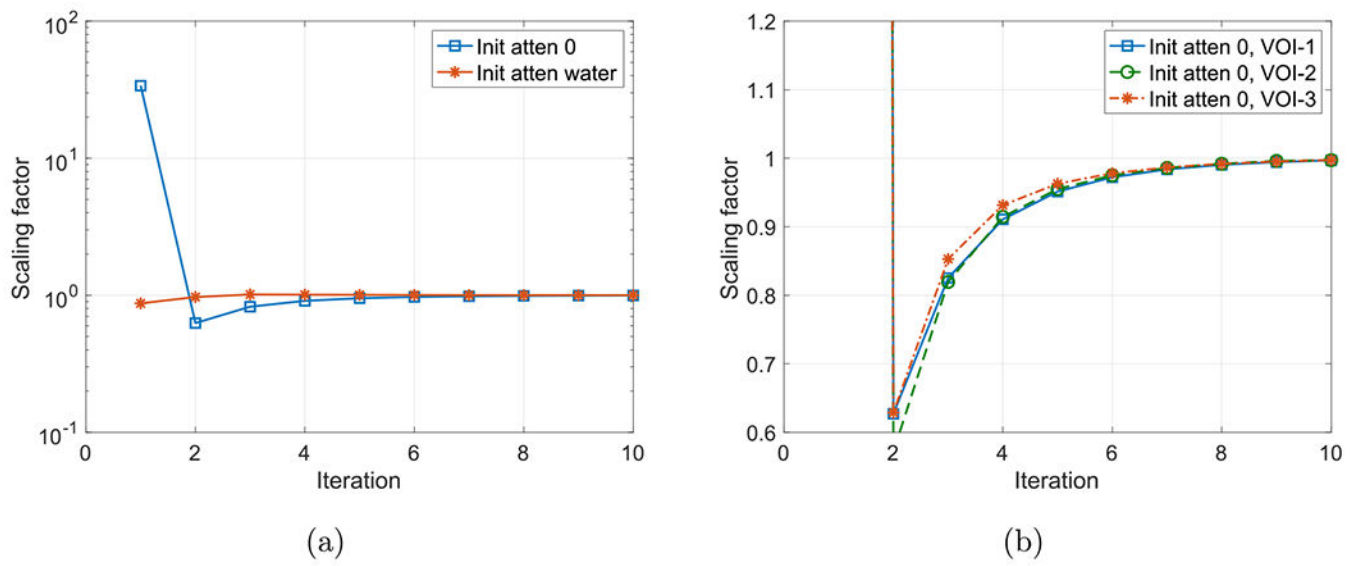 Scaling factor
10^2
10^1
10^0
10^-1
Init atten 0
Init atten water
0 2 4 6 8 10
Iteration
(a)
Scaling factor
1.2
1.1
1
0.9
0.8
0.7
0.6
Init atten 0, VOI-1
Init atten 0, VOI-2
Init atten 0, VOI-3
0 2 4 6 8 10
Iteration
(b)